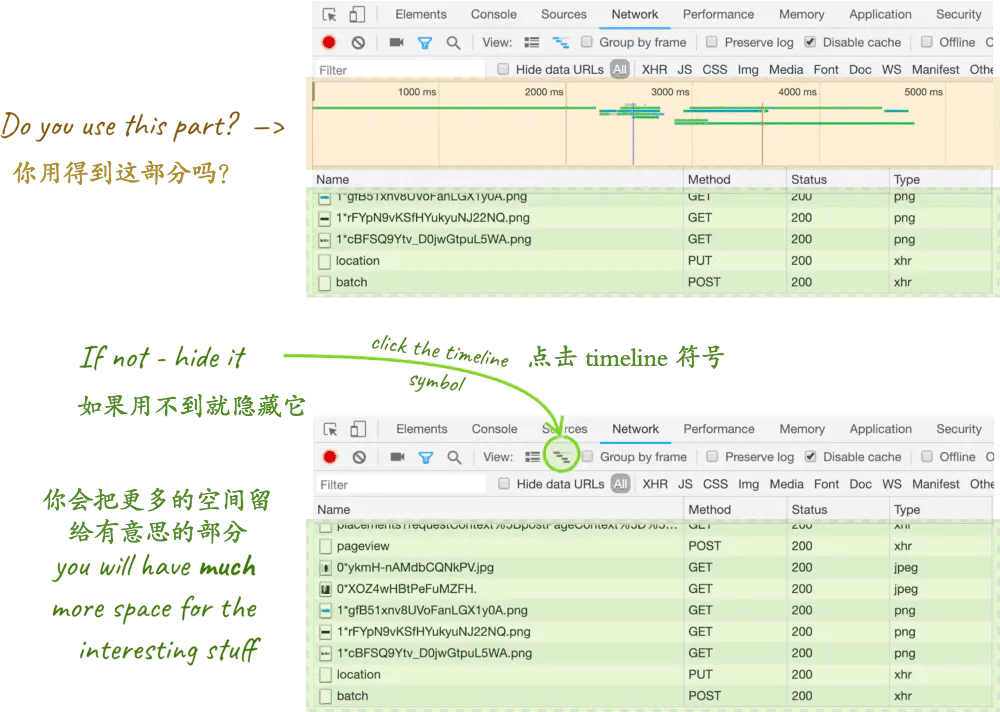 Elements Console Sources Network Performance Memory Application Security
View: Group by frame Preserve log Disable cache Offline
Filter Hide data URLs All XHR JS CSS Img Media Font Doc WS Manifest Othe
1000 ms 2000 ms 3000 ms 4000 ms 5000 ms
Do you use this part? —>
你用得到这部分吗?
Name Method Status Type
1*gfB51xnv8UVoFanLGX1y0A.png GET 200 png
1*rFYpN9vKSfHYukyuNJ22NQ.png GET 200 png
1*cBFSQ9Ytv_D0jwGtpuL5WA.png GET 200 png
location PUT 200 xhr
batch POST 200 xhr
If not - hide it
click the timeline
symbol
点击 timeline 符号
如果用不到就隐藏它
Elements Console Sources Network Performance Memory Application Security
View: Group by frame Preserve log Disable cache Offline
Filter Hide data URLs All XHR JS CSS Img Media Font Doc WS Manifest Othe
Name Method Status Type
GET 200 xhr
pageview POST 200 xhr
0*ykmH-nAMdbCQNkPV.jpg GET 200 jpeg
0*XOZ4wHBtPeFuMZFH. GET 200 jpeg
1*gfB51xnv8UVoFanLGX1y0A.png GET 200 png
1*rFYpN9vKSfHYukyuNJ22NQ.png GET 200 png
1*cBFSQ9Ytv_D0jwGtpuL5WA.png GET 200 png
location PUT 200 xhr
batch POST 200 xhr
你会把更多的空间留
给有意思的部分
you will have much
more space for the
interesting stuff